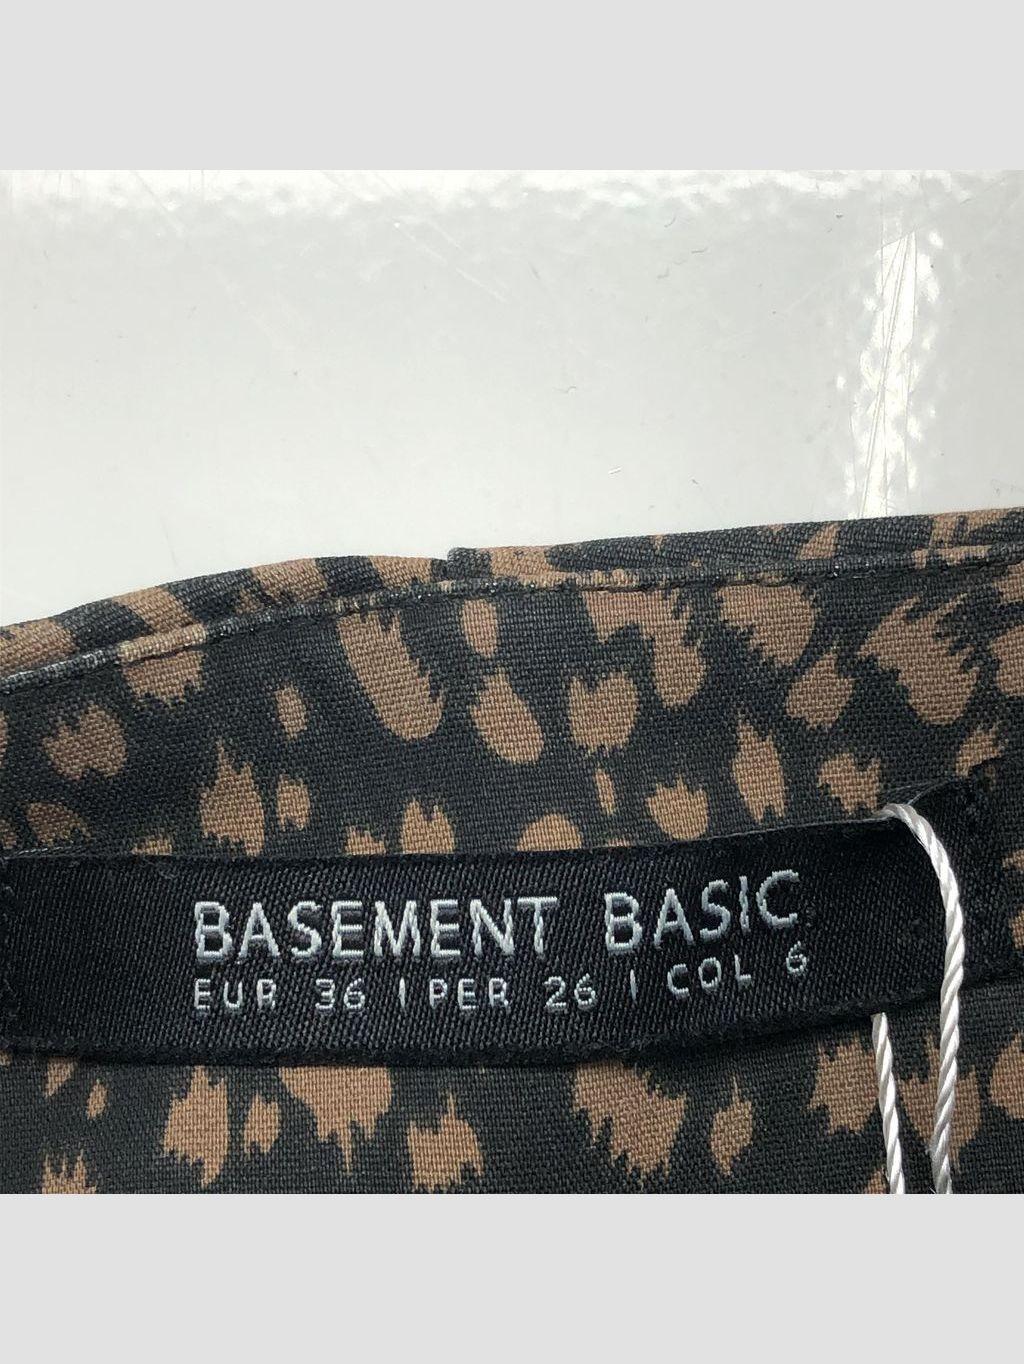 BASEMENT BASIC
EUR 36 | PER 26 | COL 6